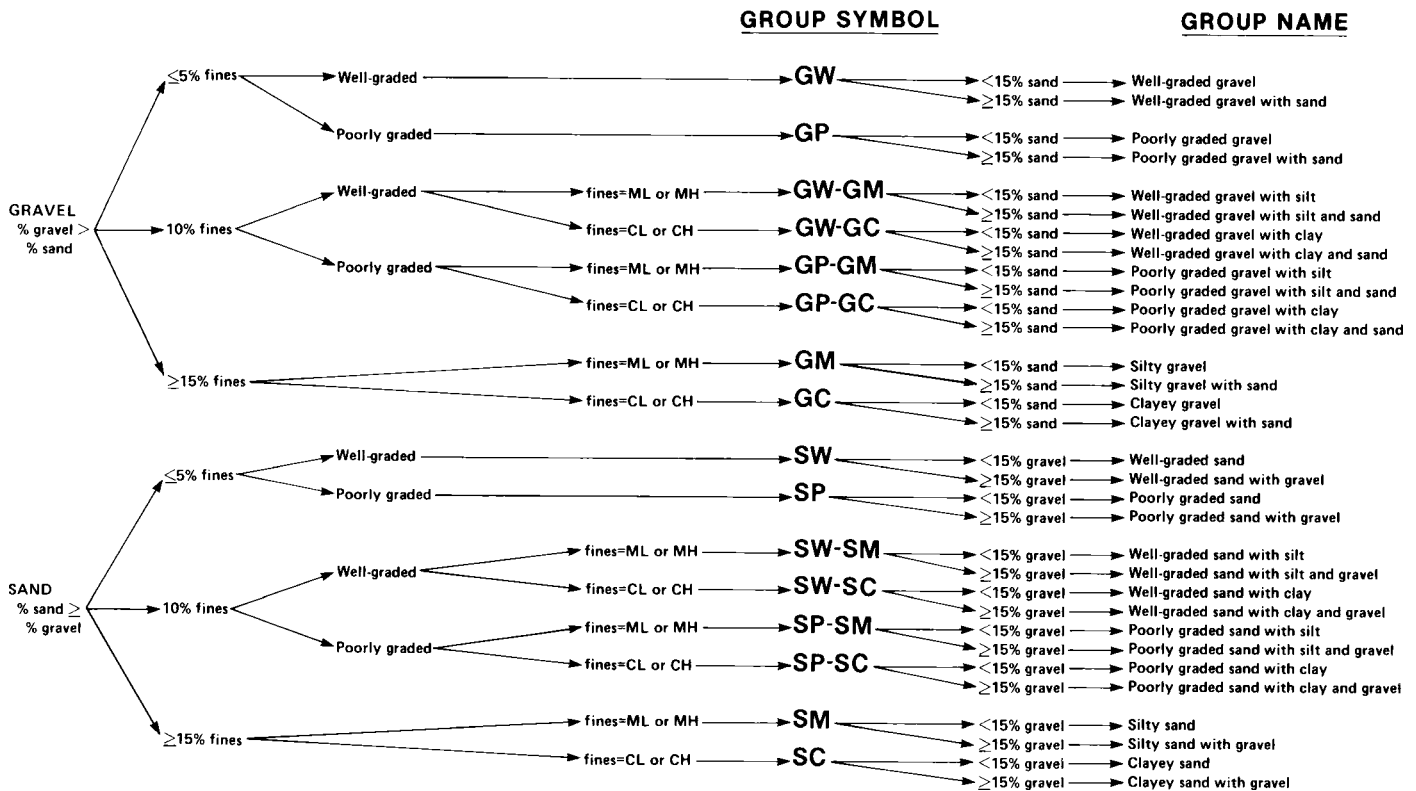 GROUP SYMBOL GROUP NAME
≤5% fines Well-graded GW <15% sand Well-graded gravel
≥15% sand Well-graded gravel with sand
Poorly graded GP <15% sand Poorly graded gravel
≥15% sand Poorly graded gravel with sand
Well-graded fines=ML or MH GW-GM <15% sand Well-graded gravel with silt
GRAVEL ≥15% sand Well-graded gravel with silt and sand
% gravel > 10% fines fines=CL or CH GW-GC <15% sand Well-graded gravel with clay
% sand ≥15% sand Well-graded gravel with clay and sand
Poorly graded fines=ML or MH GP-GM <15% sand Poorly graded gravel with silt
≥15% sand Poorly graded gravel with silt and sand
fines=CL or CH GP-GC <15% sand Poorly graded gravel with clay
≥15% sand Poorly graded gravel with clay and sand
fines=ML or MH GM <15% sand Silty gravel
≥15% fines ≥15% sand Silty gravel with sand
fines=CL or CH GC <15% sand Clayey gravel
≥15% sand Clayey gravel with sand
Well-graded SW <15% gravel Well-graded sand
≤5% fines ≥15% gravel Well-graded sand with gravel
Poorly graded SP <15% gravel Poorly graded sand
≥15% gravel Poorly graded sand with gravel
fines=ML or MH SW-SM <15% gravel Well-graded sand with silt
Well-graded ≥15% gravel Well-graded sand with silt and gravel
SAND fines=CL or CH SW-SC <15% gravel Well-graded sand with clay
% sand ≥ 10% fines ≥15% gravel Well-graded sand with clay and gravel
% gravel fines=ML or MH SP-SM <15% gravel Poorly graded sand with silt
Poorly graded ≥15% gravel Poorly graded sand with silt and gravel
fines=CL or CH SP-SC <15% gravel Poorly graded sand with clay
≥15% gravel Poorly graded sand with clay and gravel
fines=ML or MH SM <15% gravel Silty sand
≥15% fines ≥15% gravel Silty sand with gravel
fines=CL or CH SC <15% gravel Clayey sand
≥15% gravel Clayey sand with gravel